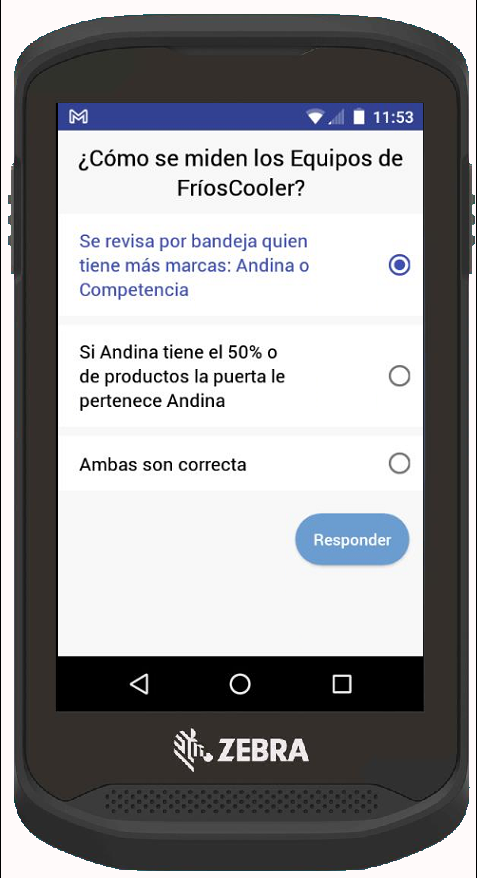 11:53
¿Cómo se miden los Equipos de
FríosCooler?
Se revisa por bandeja quien
tiene más marcas: Andina o
Competencia
Si Andina tiene el 50% o
de productos la puerta le
pertenece Andina
Ambas son correcta
Responder
ZEBRA